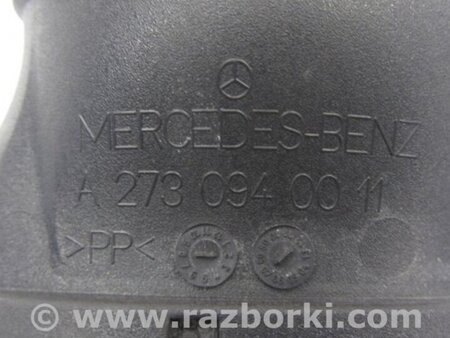 MERCEDES-BENZ
A 273 094 00 11
>PP<
© www.razborki.com